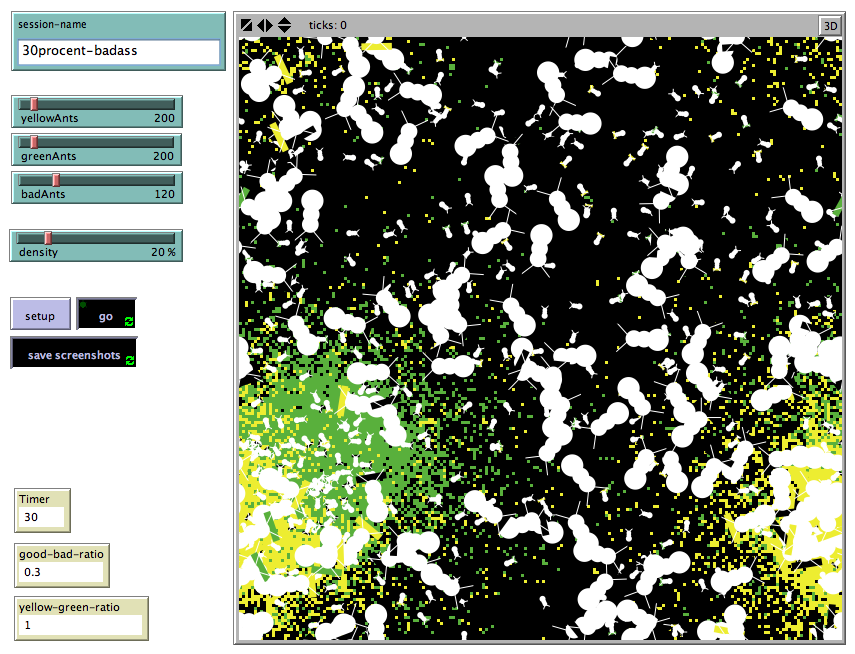 session-name
30procent-badass
yellowAnts 200
greenAnts 200
badAnts 120
density 20 %
setup
go
save screenshots
Timer
30
good-bad-ratio
0.3
yellow-green-ratio
1
ticks: 0
3D